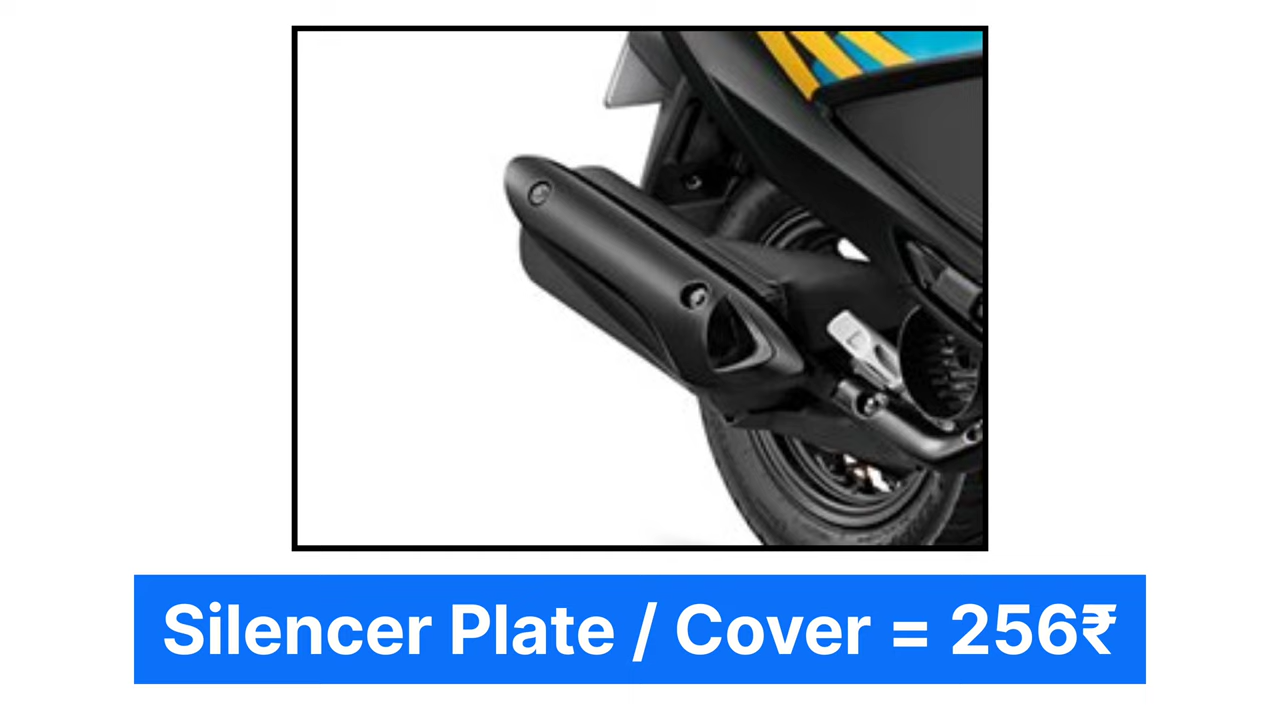 Silencer Plate / Cover = 256₹